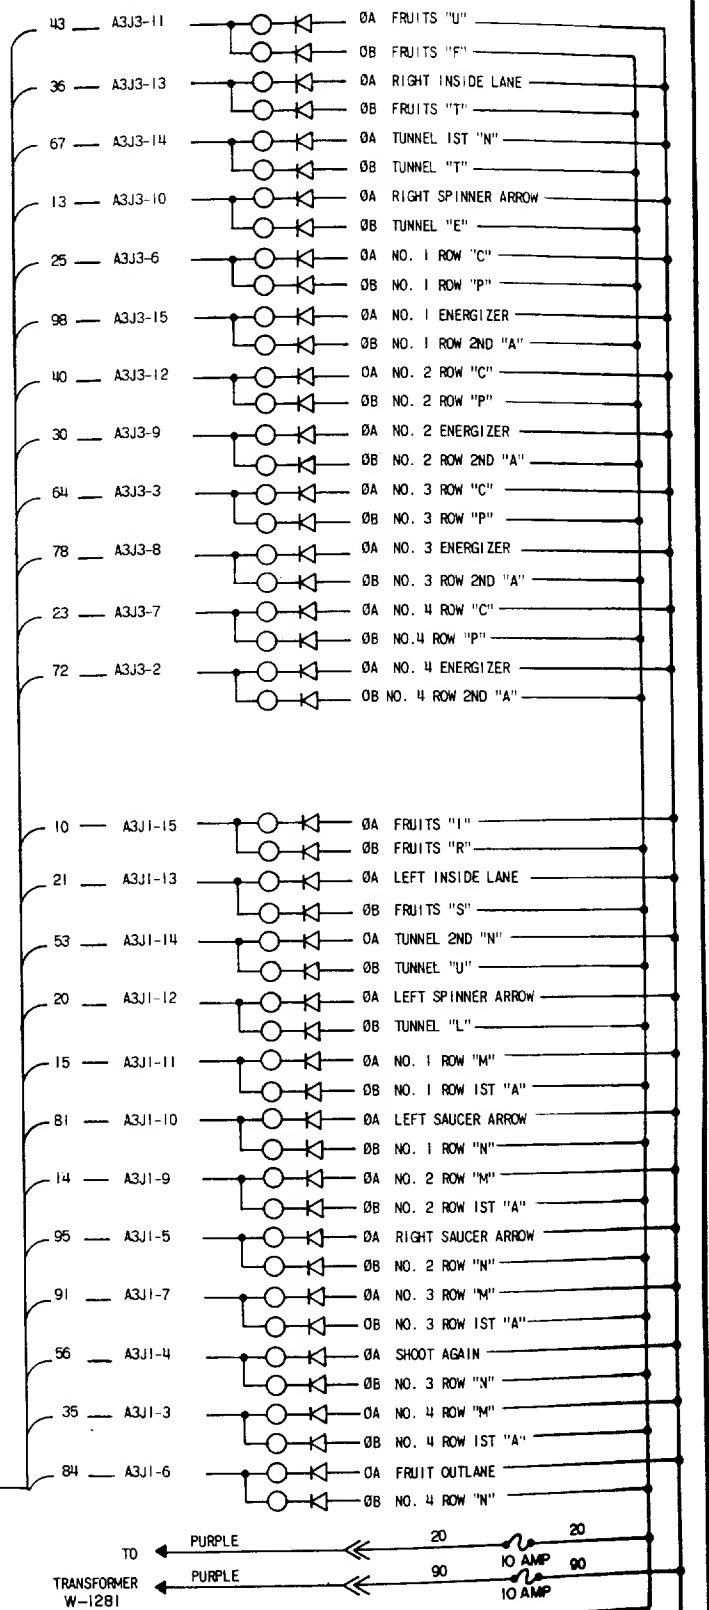 43 — A3J3-11 ØA FRUITS "U"
ØB FRUITS "F"
36 — A3J3-13 ØA RIGHT INSIDE LANE
ØB FRUITS "T"
67 — A3J3-14 ØA TUNNEL 1ST "N"
ØB TUNNEL "T"
13 — A3J3-10 ØA RIGHT SPINNER ARROW
ØB TUNNEL "E"
25 — A3J3-6 ØA NO. 1 ROW "C"
ØB NO. 1 ROW "P"
98 — A3J3-15 ØA NO. 1 ENERGIZER
ØB NO. 1 ROW 2ND "A"
40 — A3J3-12 ØA NO. 2 ROW "C"
ØB NO. 2 ROW "P"
30 — A3J3-9 ØA NO. 2 ENERGIZER
ØB NO. 2 ROW 2ND "A"
64 — A3J3-3 ØA NO. 3 ROW "C"
ØB NO. 3 ROW "P"
78 — A3J3-8 ØA NO. 3 ENERGIZER
ØB NO. 3 ROW 2ND "A"
23 — A3J3-7 ØA NO. 4 ROW "C"
ØB NO.4 ROW "P"
72 — A3J3-2 ØA NO. 4 ENERGIZER
ØB NO. 4 ROW 2ND "A"
10 — A3J1-15 ØA FRUITS "I"
ØB FRUITS "R"
21 — A3J1-13 ØA LEFT INSIDE LANE
ØB FRUITS "S"
53 — A3J1-14 ØA TUNNEL 2ND "N"
ØB TUNNEL "U"
20 — A3J1-12 ØA LEFT SPINNER ARROW
ØB TUNNEL "L"
15 — A3J1-11 ØA NO. 1 ROW "M"
ØB NO. 1 ROW 1ST "A"
81 — A3J1-10 ØA LEFT SAUCER ARROW
ØB NO. 1 ROW "N"
14 — A3J1-9 ØA NO. 2 ROW "M"
ØB NO. 2 ROW 1ST "A"
95 — A3J1-5 ØA RIGHT SAUCER ARROW
ØB NO. 2 ROW "N"
91 — A3J1-7 ØA NO. 3 ROW "M"
ØB NO. 3 ROW 1ST "A"
56 — A3J1-4 ØA SHOOT AGAIN
ØB NO. 3 ROW "N"
35 — A3J1-3 ØA NO. 4 ROW "M"
ØB NO. 4 ROW 1ST "A"
84 — A3J1-6 ØA FRUIT OUTLANE
ØB NO. 4 ROW "N"
TO PURPLE 20 10 AMP 20
TRANSFORMER PURPLE 90 10 AMP 90
W-1281